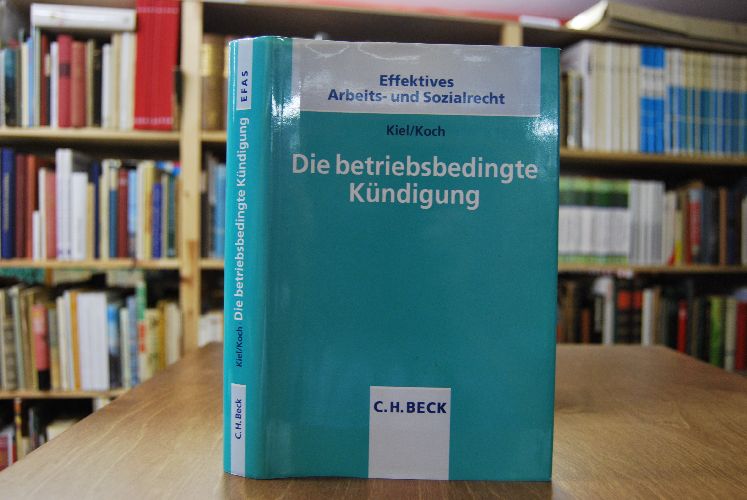 Effektives
Arbeits- und Sozialrecht
Kiel/Koch
Die betriebsbedingte
Kündigung
C.H.BECK
EFAS
Die betriebsbedingte Kündigung
Kiel/Koch
C.H.Beck